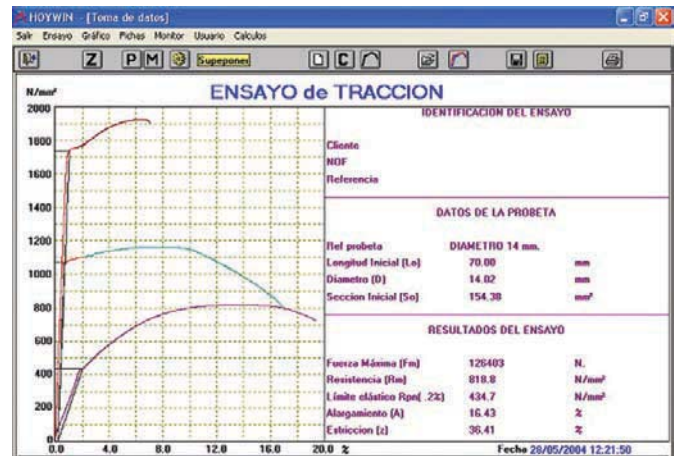 HOYWIN - [Toma de datos]
Salir Ensayo Gráfico Fichas Monitor Usuario Calculos
Z P M Superponer C
N/mm²
ENSAYO de TRACCION
2000
1800
1600
1400
1200
1000
800
600
400
200
0
0.0 4.0 8.0 12.0 16.0 20.0 %
IDENTIFICACION DEL ENSAYO
Cliente
NOF
Referencia
DATOS DE LA PROBETA
Ref probeta DIAMETRO 14 mm.
Longitud Inicial (Lo) 70.00 mm
Diametro (D) 14.02 mm
Seccion Inicial (So) 154.38 mm²
RESULTADOS DEL ENSAYO
Fuerza Máxima (Fm) 126403 N.
Resistencia (Rm) 818.8 N/mm²
Límite elástico Rpn( .2%) 434.7 N/mm²
Alargamiento (A) 16.43 %
Estriccion (z) 36.41 %
Fecha 28/05/2004 12:21:50